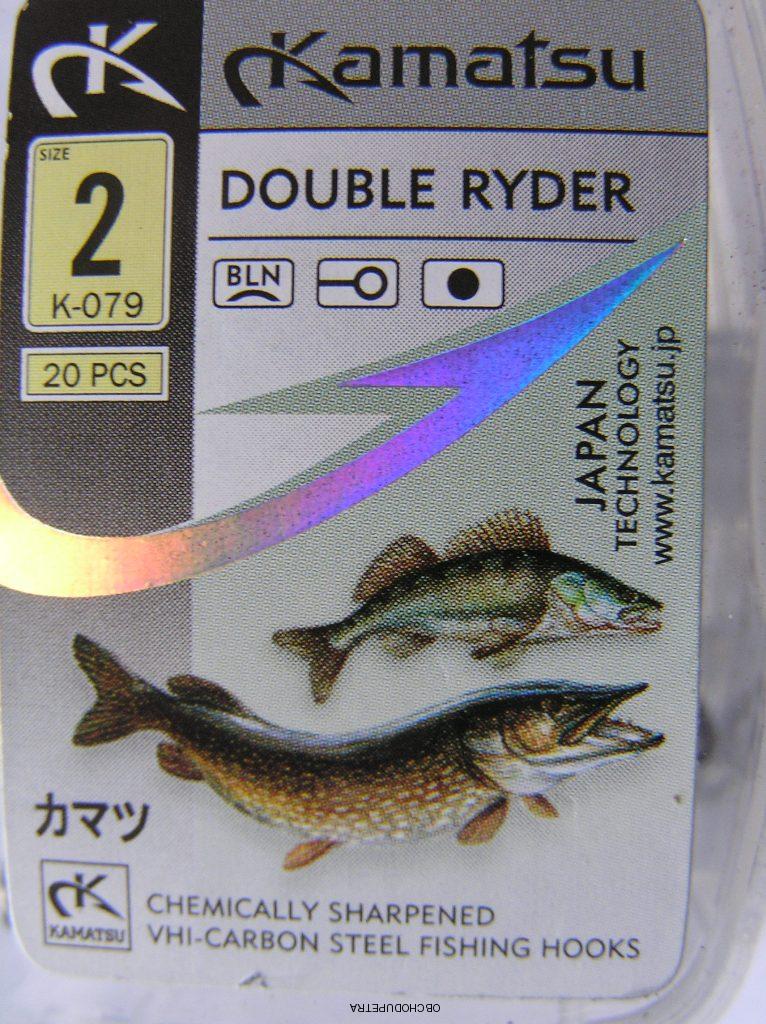 Kamatsu
SIZE
2
K-079
20 PCS
DOUBLE RYDER
BLN
JAPAN
TECHNOLOGY
www.kamatsu.jp
カマツ
KAMATSU
CHEMICALLY SHARPENED
VHI-CARBON STEEL FISHING HOOKS
OBCHODUPETRA